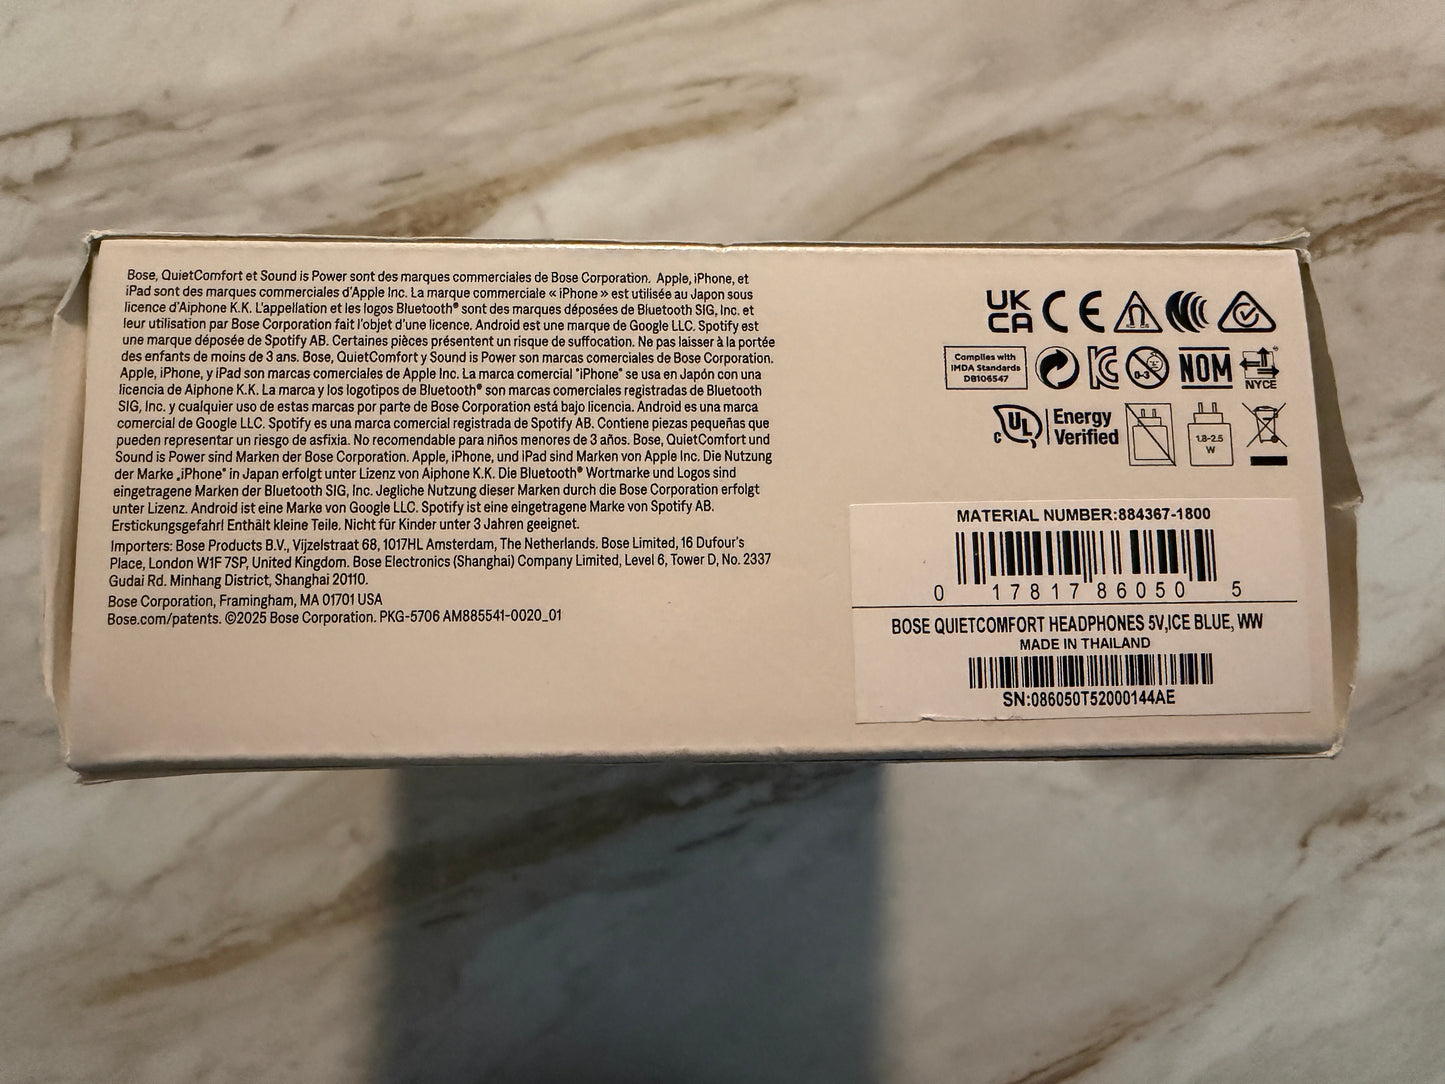 Bose, QuietComfort et Sound is Power sont des marques commerciales de Bose Corporation. Apple, iPhone, et
iPad sont des marques commerciales d'Apple Inc. La marque commerciale « iPhone » est utilisée au Japon sous
licence d'Aiphone K.K. L'appellation et les logos Bluetooth® sont des marques déposées de Bluetooth SIG, Inc. et
leur utilisation par Bose Corporation fait l'objet d'une licence. Android est une marque de Google LLC. Spotify est
une marque déposée de Spotify AB. Certaines pièces présentent un risque de suffocation. Ne pas laisser à la portée
des enfants de moins de 3 ans. Bose, QuietComfort y Sound is Power son marcas comerciales de Bose Corporation.
Apple, iPhone, y iPad son marcas comerciales de Apple Inc. La marca comercial "iPhone" se usa en Japón con una
licencia de Aiphone K.K. La marca y los logotipos de Bluetooth® son marcas comerciales registradas de Bluetooth
SIG, Inc. y cualquier uso de estas marcas por parte de Bose Corporation está bajo licencia. Android es una marca
comercial de Google LLC. Spotify es una marca comercial registrada de Spotify AB. Contiene piezas pequeñas que
pueden representar un riesgo de asfixia. No recomendable para niños menores de 3 años. Bose, QuietComfort und
Sound is Power sind Marken der Bose Corporation. Apple, iPhone, und iPad sind Marken von Apple Inc. Die Nutzung
der Marke „iPhone" in Japan erfolgt unter Lizenz von Aiphone K.K. Die Bluetooth® Wortmarke und Logos sind
eingetragene Marken der Bluetooth SIG, Inc. Jegliche Nutzung dieser Marken durch die Bose Corporation erfolgt
unter Lizenz. Android ist eine Marke von Google LLC. Spotify ist eine eingetragene Marke von Spotify AB.
Erstickungsgefahr! Enthält kleine Teile. Nicht für Kinder unter 3 Jahren geeignet.
Importers: Bose Products B.V., Vijzelstraat 68, 1017HL Amsterdam, The Netherlands. Bose Limited, 16 Dufour's
Place, London W1F 7SP, United Kingdom. Bose Electronics (Shanghai) Company Limited, Level 6, Tower D, No. 2337
Gudai Rd. Minhang District, Shanghai 20110.
Bose Corporation, Framingham, MA 01701 USA
Bose.com/patents. ©2025 Bose Corporation. PKG-5706 AM885541-0020_01
UK
CA CE
Complies with
IMDA Standards
DB106547
0-3
NOM
NYCE
c UL Energy
Verified
1.8-2.5
W
MATERIAL NUMBER:884367-1800
0 17817 86050 5
BOSE QUIETCOMFORT HEADPHONES 5V,ICE BLUE, WW
MADE IN THAILAND
SN:086050T52000144AE